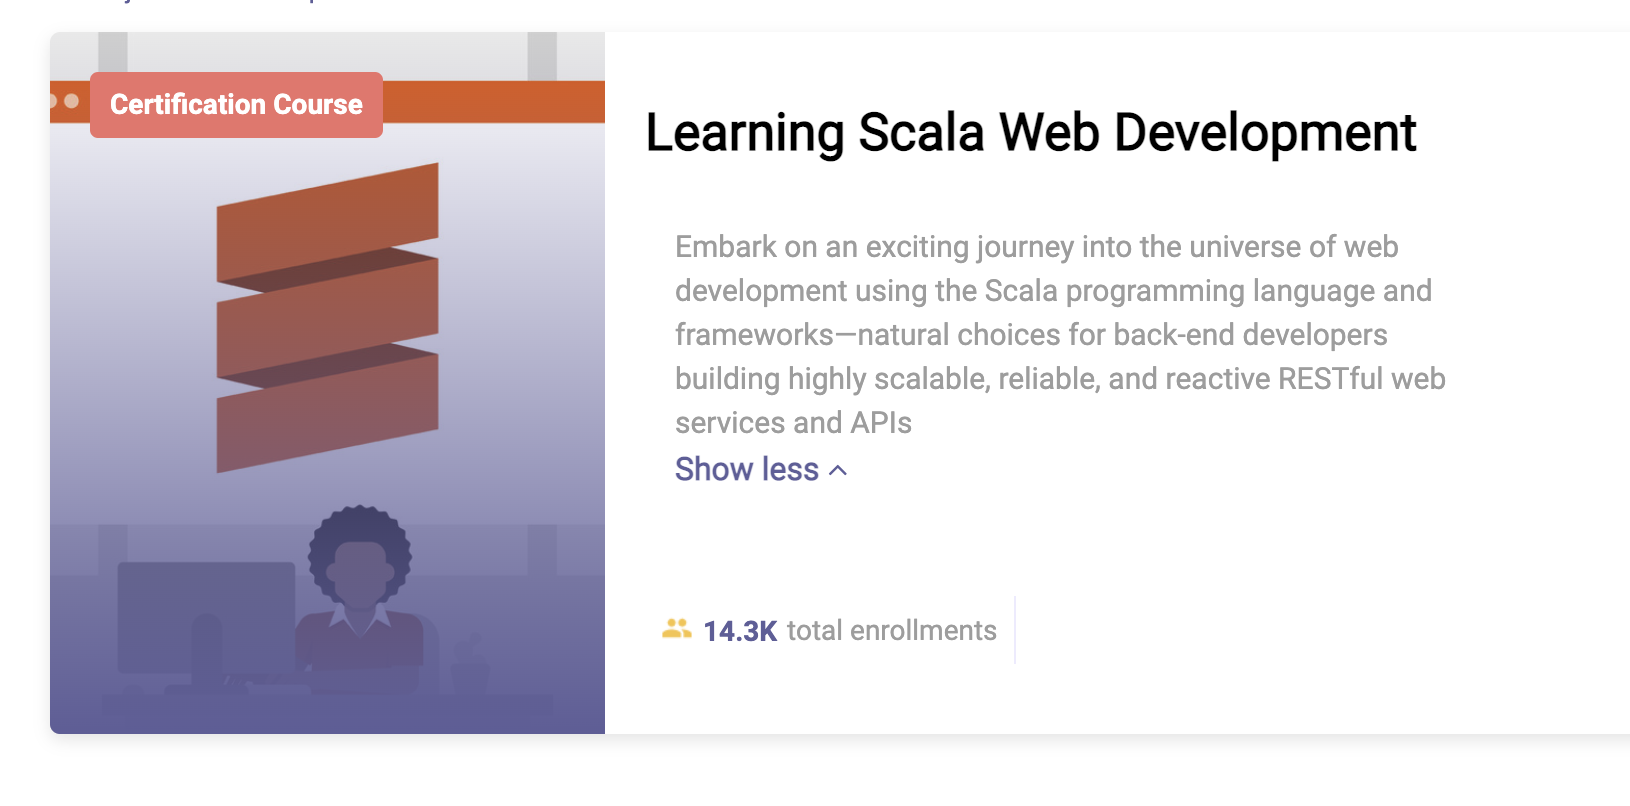 Certification Course
Learning Scala Web Development
Embark on an exciting journey into the universe of web
development using the Scala programming language and
frameworks—natural choices for back-end developers
building highly scalable, reliable, and reactive RESTful web
services and APIs
Show less
14.3K total enrollments